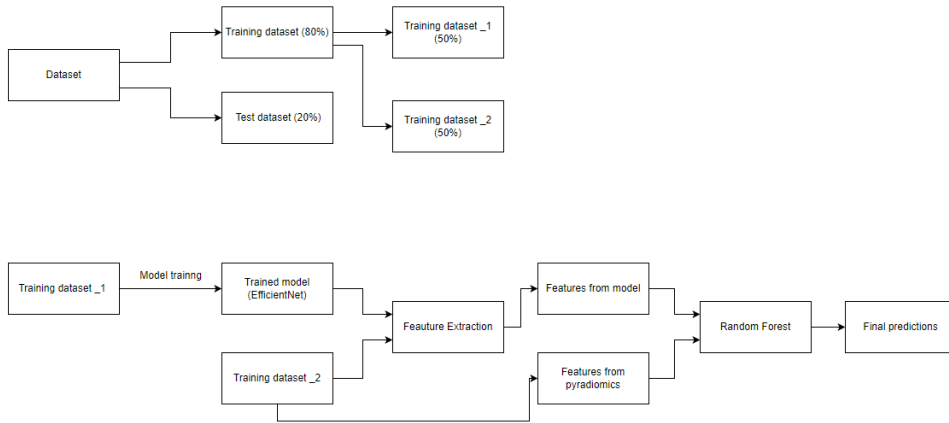 Training dataset (80%)
Training dataset _1
(50%)
Dataset
Test dataset (20%)
Training dataset _2
(50%)
Training dataset _1
Model trainng
Trained model
(EfficientNet)
Features from model
Feauture Extraction
Random Forest
Final predictions
Training dataset _2
Features from
pyradiomics